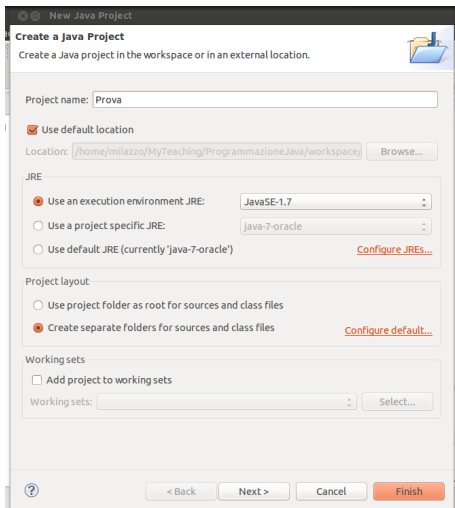 New Java Project
Create a Java Project
Create a Java project in the workspace or in an external location.
Project name: Prova
Use default location
Location: /home/milazzo/MyTeaching/ProgrammazioneJava/workspace/ Browse...
JRE
Use an execution environment JRE: JavaSE-1.7
Use a project specific JRE: java-7-oracle
Use default JRE (currently 'java-7-oracle') Configure JREs...
Project layout
Use project folder as root for sources and class files
Create separate folders for sources and class files Configure default...
Working sets
Add project to working sets
Working sets: Select...
? < Back Next > Cancel Finish